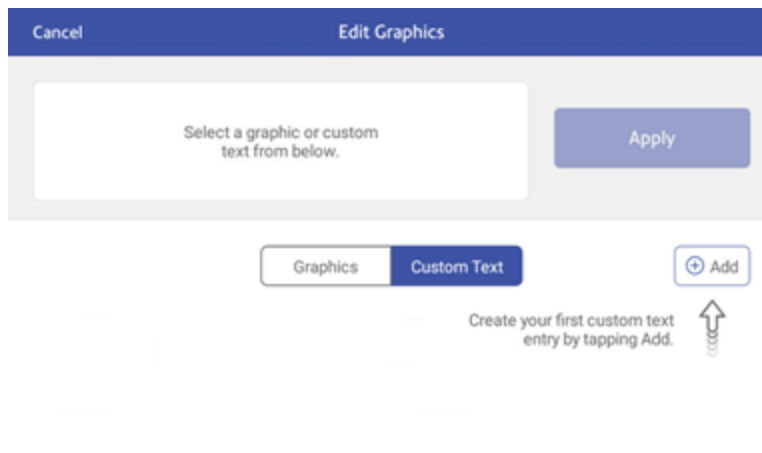 Cancel
Edit Graphics
Select a graphic or custom
text from below.
Apply
Graphics
Custom Text
Add
Create your first custom text
entry by tapping Add.